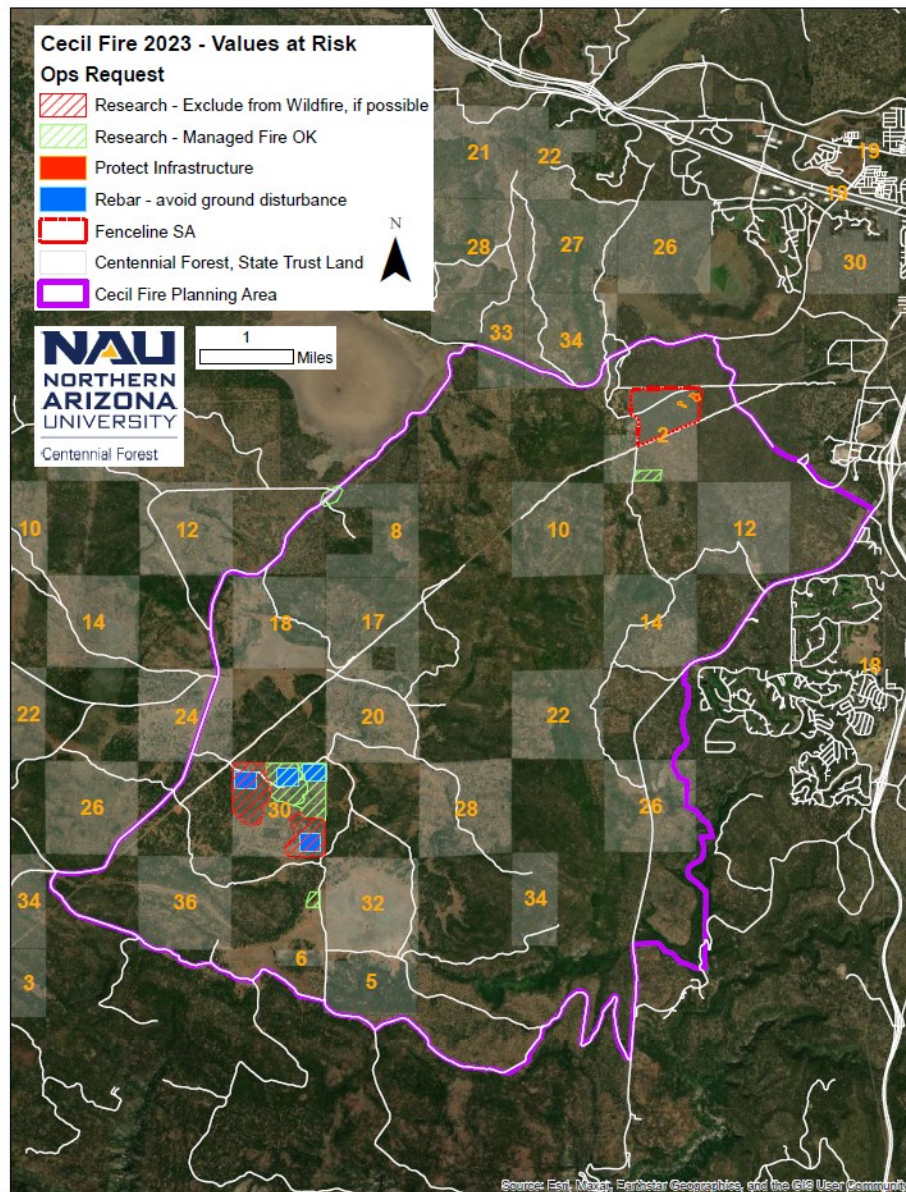 Cecil Fire 2023 - Values at Risk
Ops Request
Research - Exclude from Wildfire, if possible
Research - Managed Fire OK
Protect Infrastructure
Rebar - avoid ground disturbance
Fenceline SA
Centennial Forest, State Trust Land
Cecil Fire Planning Area
N
NAU
NORTHERN
ARIZONA
UNIVERSITY
Centennial Forest
1
Miles
21 22 19
19
28 27 26 30
33 34
2
10 12 8 10 12
14 18 17 14
18
22 24 20 22
26 30 28 26
34 36 32 34
6
3 5
Source: Esri, Maxar, Earthstar Geographics, and the GIS User Community